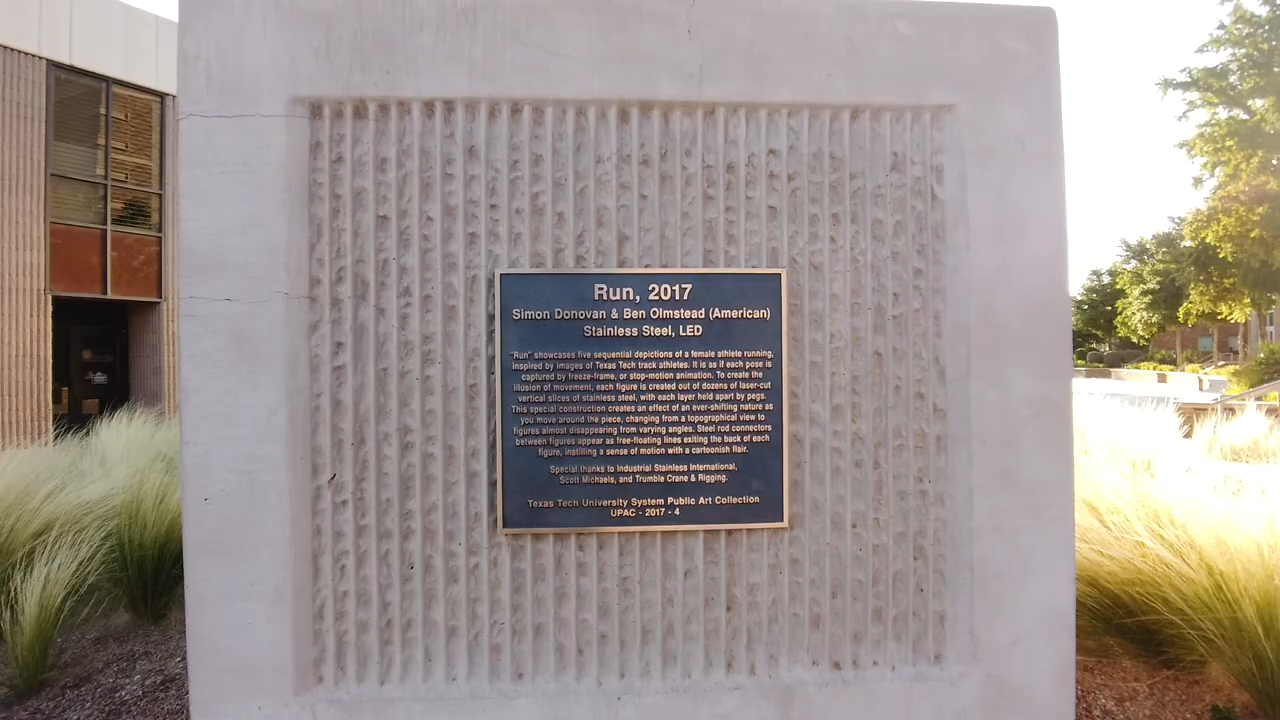 Run, 2017
Simon Donovan & Ben Olmstead (American)
Stainless Steel, LED
"Run" showcases five sequential depictions of a female athlete running,
inspired by images of Texas Tech track athletes. It is as if each pose is
captured by freeze-frame, or stop-motion animation. To create the
illusion of movement, each figure is created out of dozens of laser-cut
vertical slices of stainless steel, with each layer held apart by pegs.
This special construction creates an effect of an ever-shifting nature as
you move around the piece, changing from a topographical view to
figures almost disappearing from varying angles. Steel rod connectors
between figures appear as free-floating lines exiting the back of each
figure, instilling a sense of motion with a cartoonish flair.
Special thanks to Industrial Stainless International,
Scott Michaels, and Trumble Crane & Rigging.
Texas Tech University System Public Art Collection
UPAC - 2017 - 4